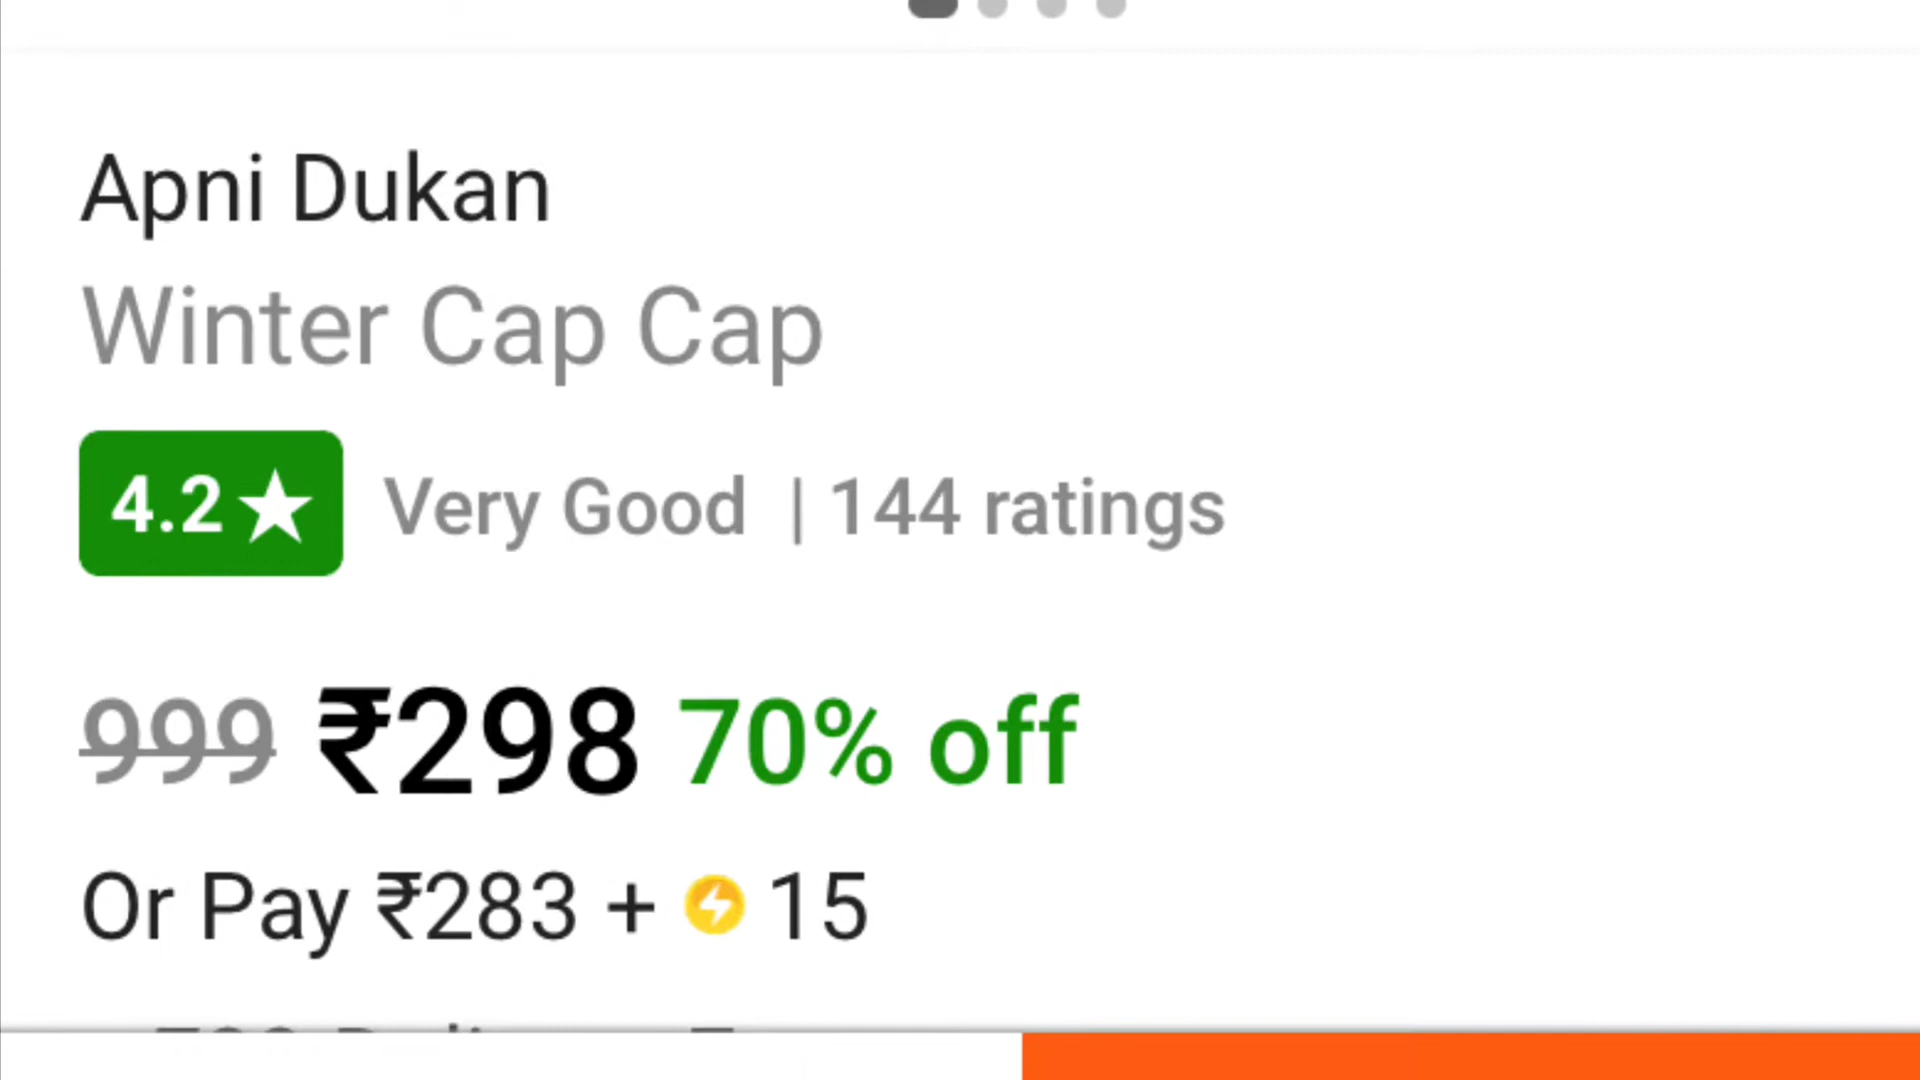 Apni Dukan
Winter Cap Cap
4.2★ Very Good | 144 ratings
999 ₹298 70% off
Or Pay ₹283 + 15